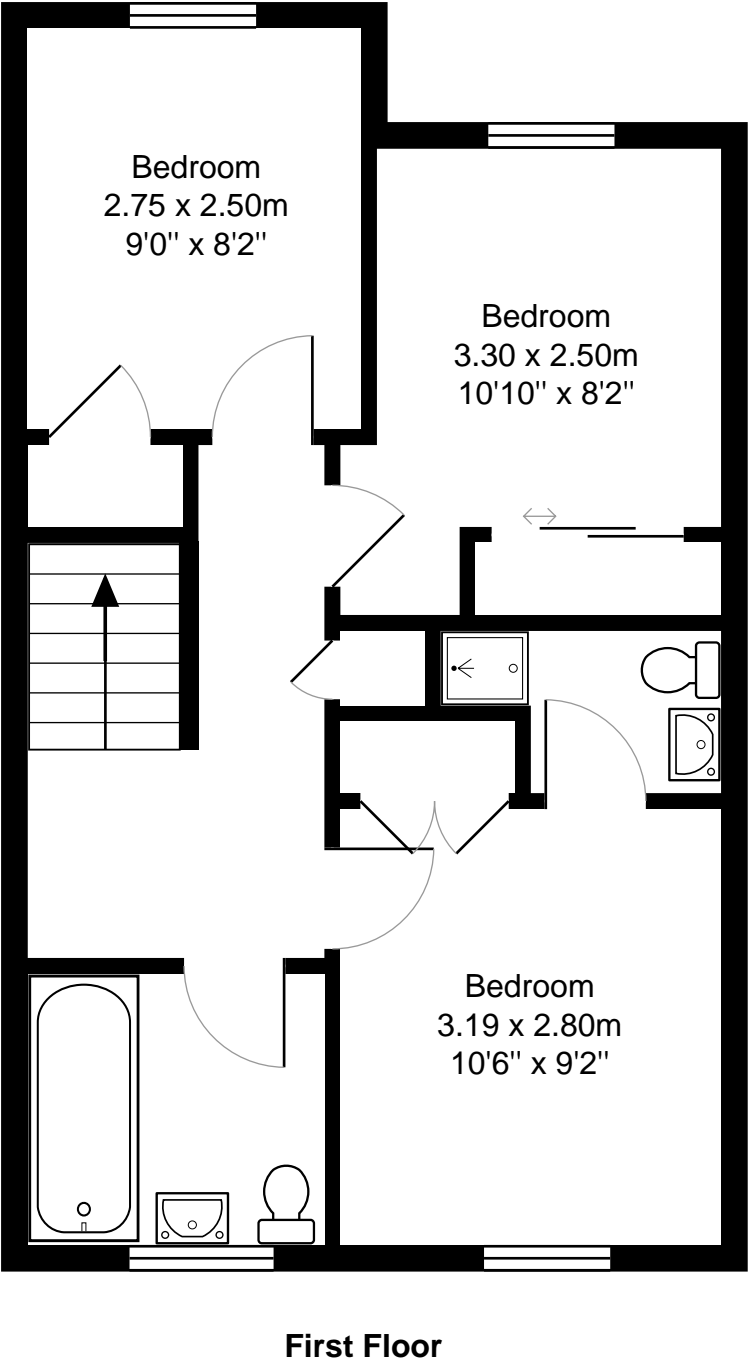 Bedroom
2.75 x 2.50m
9'0" x 8'2"
Bedroom
3.30 x 2.50m
10'10" x 8'2"
Bedroom
3.19 x 2.80m
10'6" x 9'2"
First Floor